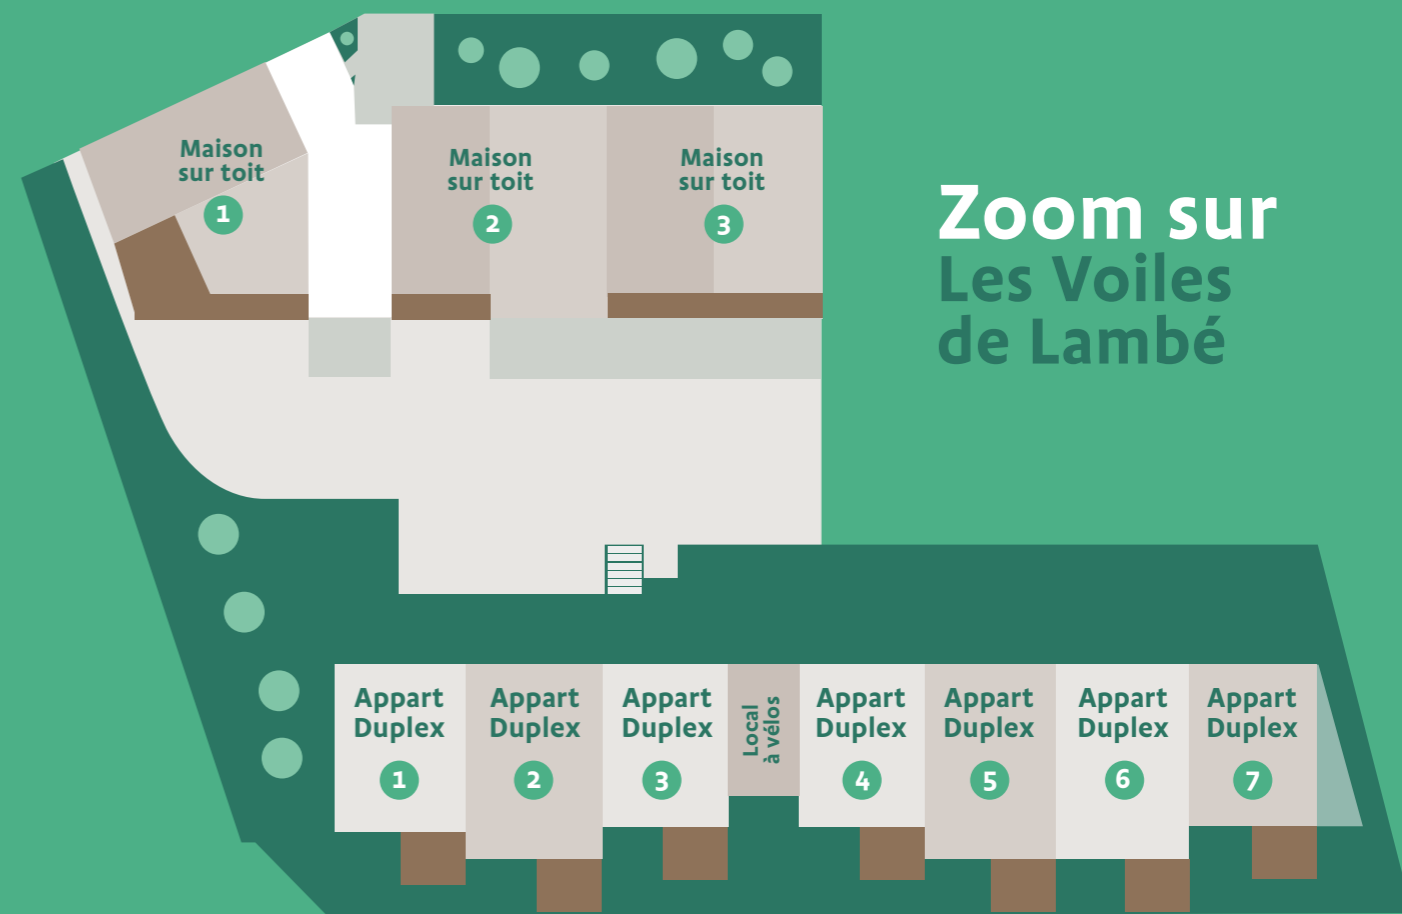 Maison
sur toit
1
Maison
sur toit
2
Maison
sur toit
3
Zoom sur
Les Voiles
de Lambé
Appart
Duplex
1
Appart
Duplex
2
Appart
Duplex
3
Local
à vélos
Appart
Duplex
4
Appart
Duplex
5
Appart
Duplex
6
Appart
Duplex
7